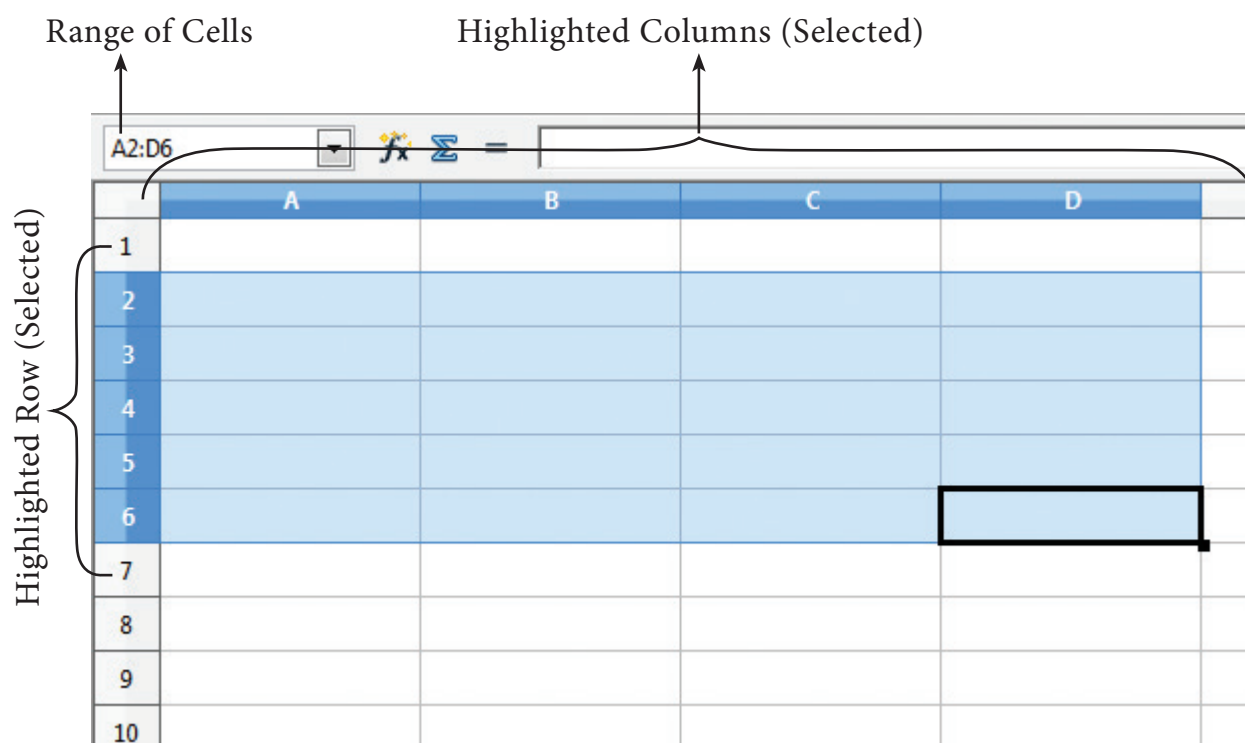 Range of Cells
Highlighted Columns (Selected)
A2:D6 fx Σ =
A B C D
Highlighted Row (Selected)
1
2
3
4
5
6
7
8
9
10